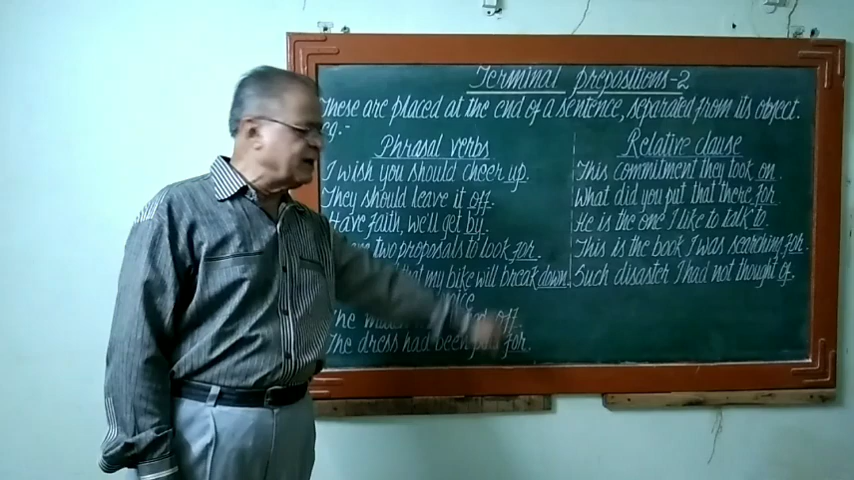 Terminal prepositions-2
These are placed at the end of a sentence, separated from its object.
eg:-
Phrasal verbs
I wish you should cheer up.
They should leave it off.
Have faith, we'll get by.
two proposals to look for.
that my bike will break down.
The off.
The dress had been for.
Relative clause
This commitment they took on.
What did you put that there for.
He is the one I like to talk to.
This is the book I was searching for.
Such disaster I had not thought of.